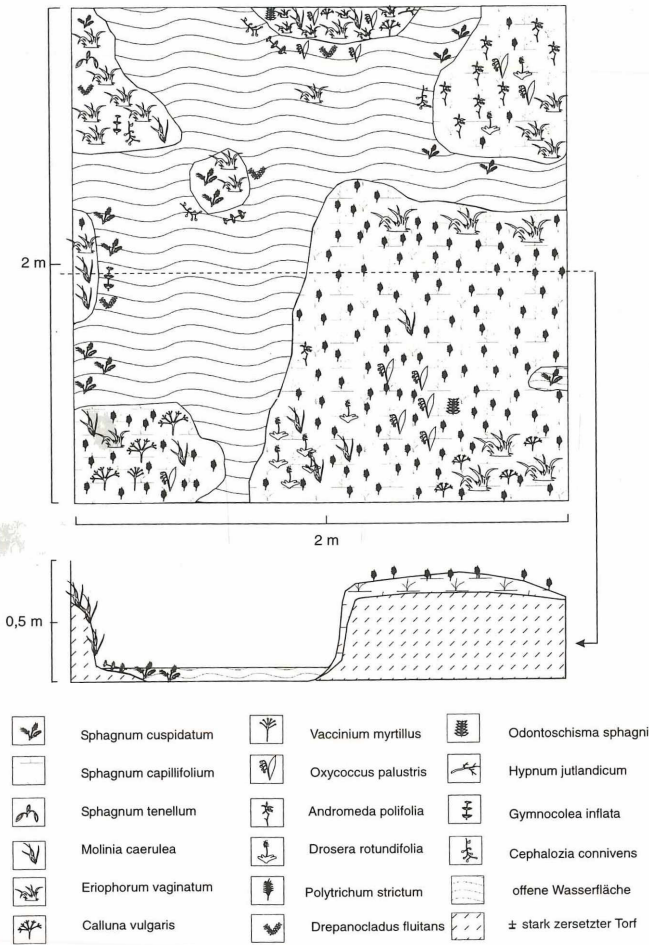 2 m
2 m
0,5 m
Sphagnum cuspidatum
Vaccinium myrtillus
Odontoschisma sphagni
Sphagnum capillifolium
Oxycoccus palustris
Hypnum jutlandicum
Sphagnum tenellum
Andromeda polifolia
Gymnocolea inflata
Molinia caerulea
Drosera rotundifolia
Cephalozia connivens
Eriophorum vaginatum
Polytrichum strictum
offene Wasserfläche
Calluna vulgaris
Drepanocladus fluitans
± stark zersetzter Torf